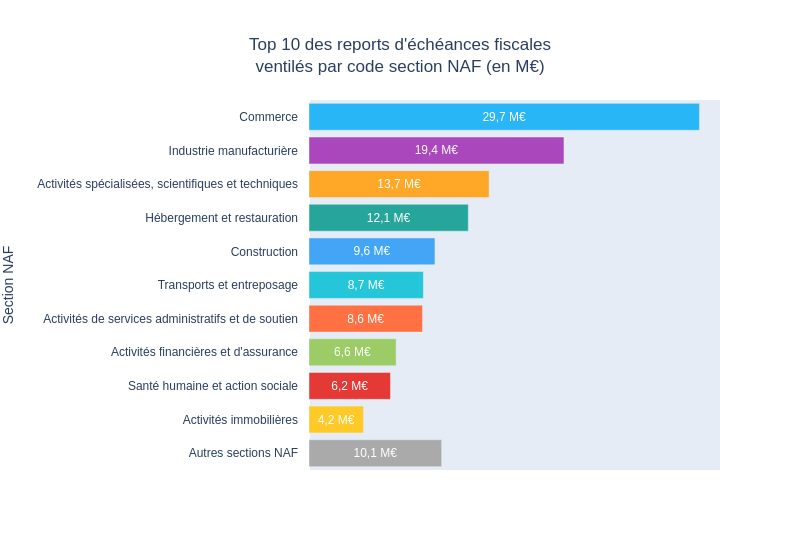 Top 10 des reports d'échéances fiscales
ventilés par code section NAF (en M€)
Section NAF
Commerce 29,7 M€
Industrie manufacturière 19,4 M€
Activités spécialisées, scientifiques et techniques 13,7 M€
Hébergement et restauration 12,1 M€
Construction 9,6 M€
Transports et entreposage 8,7 M€
Activités de services administratifs et de soutien 8,6 M€
Activités financières et d'assurance 6,6 M€
Santé humaine et action sociale 6,2 M€
Activités immobilières 4,2 M€
Autres sections NAF 10,1 M€